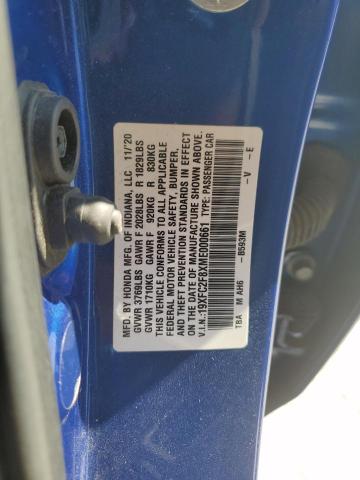 MFD. BY HONDA MFG. OF INDIANA, LLC 11/'20
GVWR 3769LBS GAWR F 2028LBS R 1829LBS
GVWR 1710KG GAWR F 920KG R 830KG
THIS VEHICLE CONFORMS TO ALL APPLICABLE
FEDERAL MOTOR VEHICLE SAFETY, BUMPER,
AND THEFT PREVENTION STANDARDS IN EFFECT
ON THE DATE OF MANUFACTURE SHOWN ABOVE.
V.I.N.:19XFC2F8XME000661 TYPE: PASSENGER CAR
TBA M AH6 -B593M -V -E